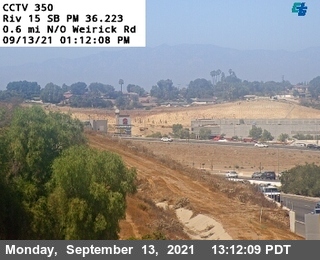 CCTV 350
Riv 15 SB PM 36.223
0.6 mi N/O Weirick Rd
09/13/21 01:12:08 PM
Monday, September 13, 2021 13:12:09 PDT